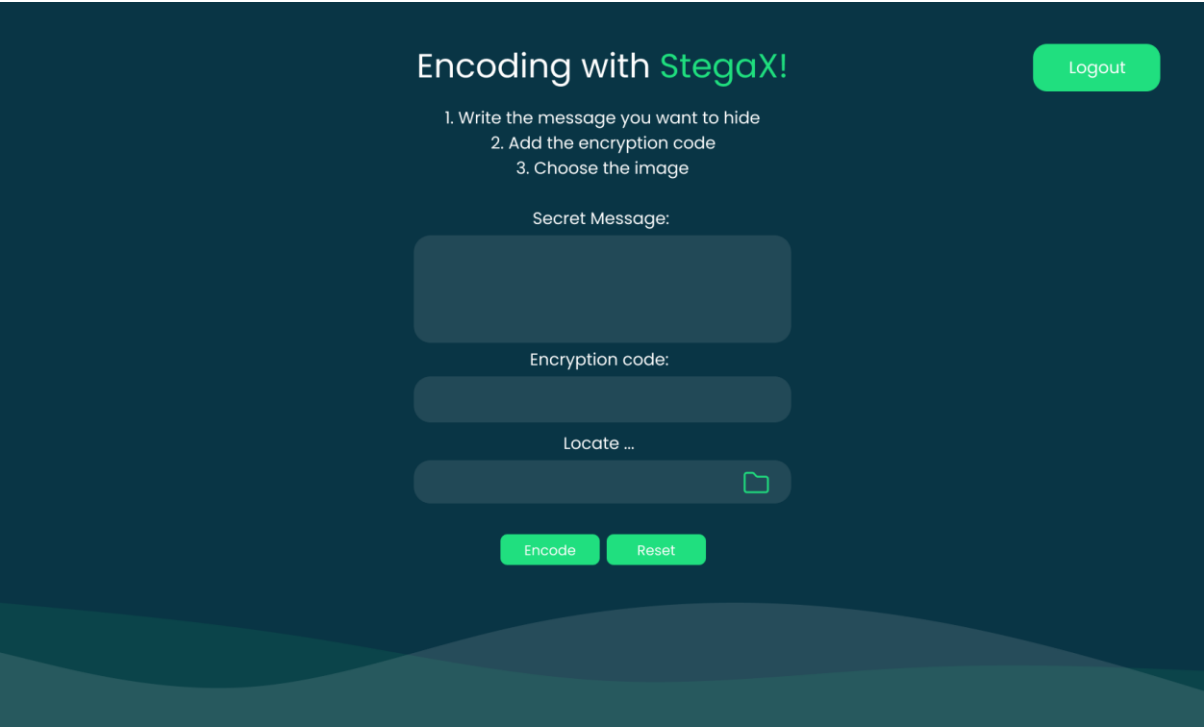 Encoding with StegaX!
Logout
1. Write the message you want to hide
2. Add the encryption code
3. Choose the image
Secret Message:
Encryption code:
Locate ...
Encode
Reset